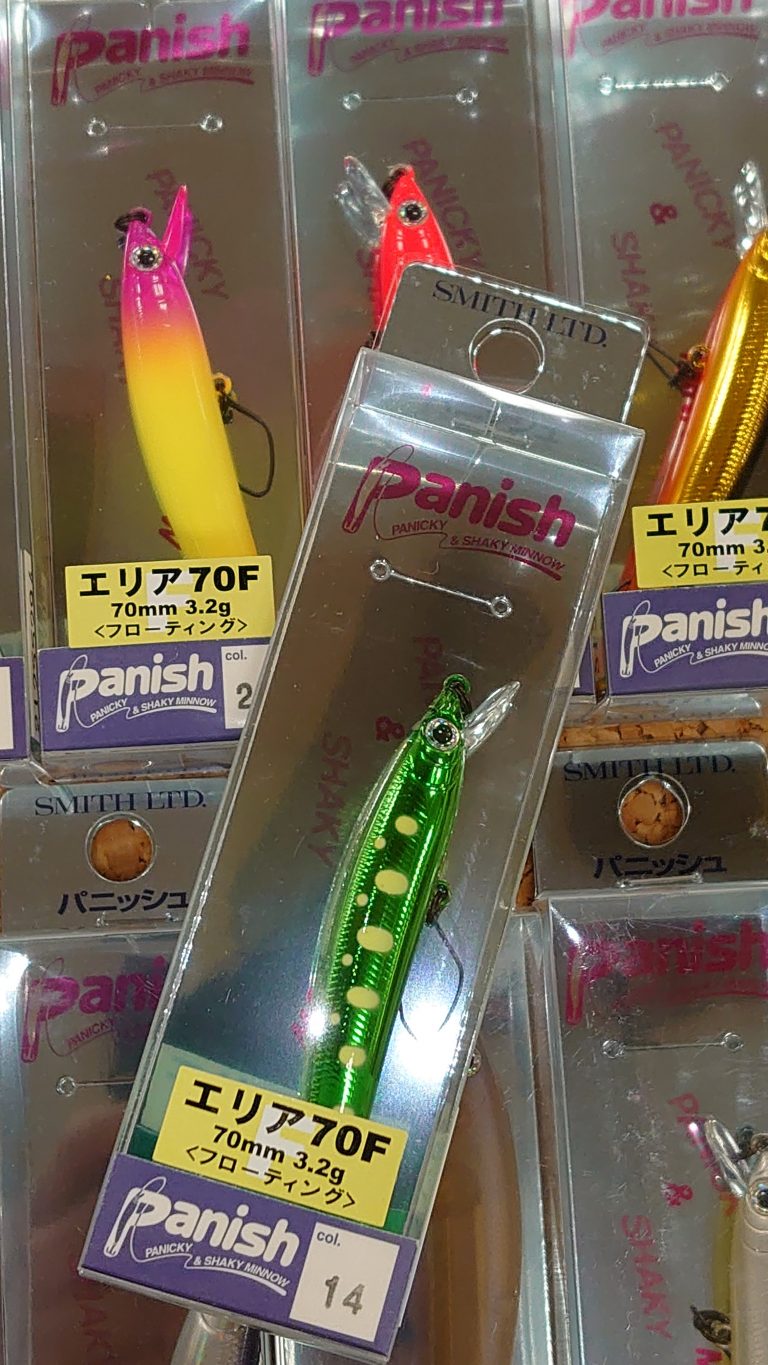 Panish
PANICKY
& SHAKY MINNOW
PANICKY
エリア70F
70mm 3.2g
<フローティング>
Panish
PANICKY
& SHAKY MINNOW
col.
2
Panish
PANICKY
& SHAKY MINNOW
PANICKY
Panish
PANICKY
&
エリア7
70mm 3.
<フローティ
Panish
PANICKY
& SHAKY MINNOW
SMITH LTD.
Panish
PANICKY
& SHAKY MINNOW
&
SHAKY
エリア70F
70mm 3.2g
<フローティング>
Panish
PANICKY
& SHAKY MINNOW
col.
14
SMITH LTD.
パニッシュ
SMITH LTD.
パニッシュ
Panish
&
SHAKY